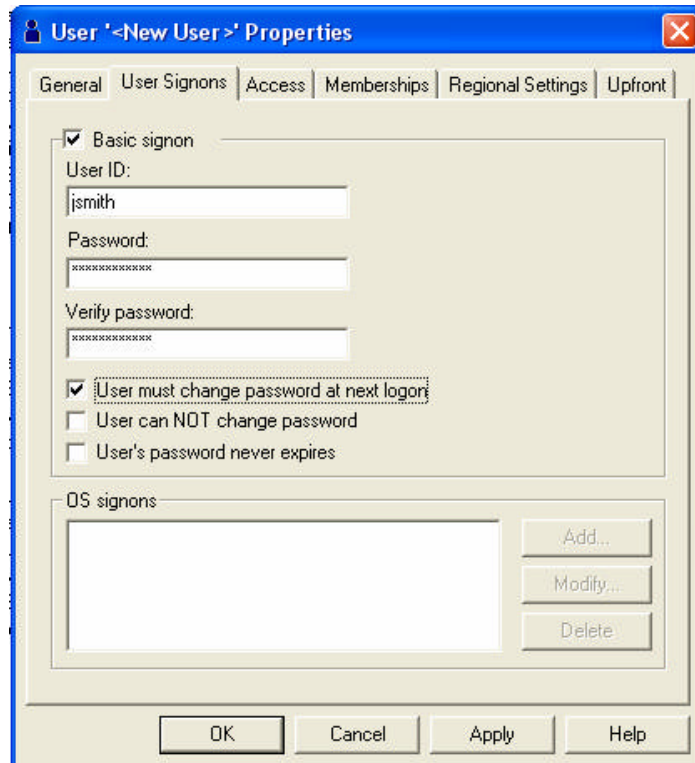 User '<New User>' Properties
General User Signons Access Memberships Regional Settings Upfront
Basic signon
User ID:
jsmith
Password:
************
Verify password:
************
User must change password at next logon
User can NOT change password
User's password never expires
OS signons
Add...
Modify...
Delete
OK Cancel Apply Help